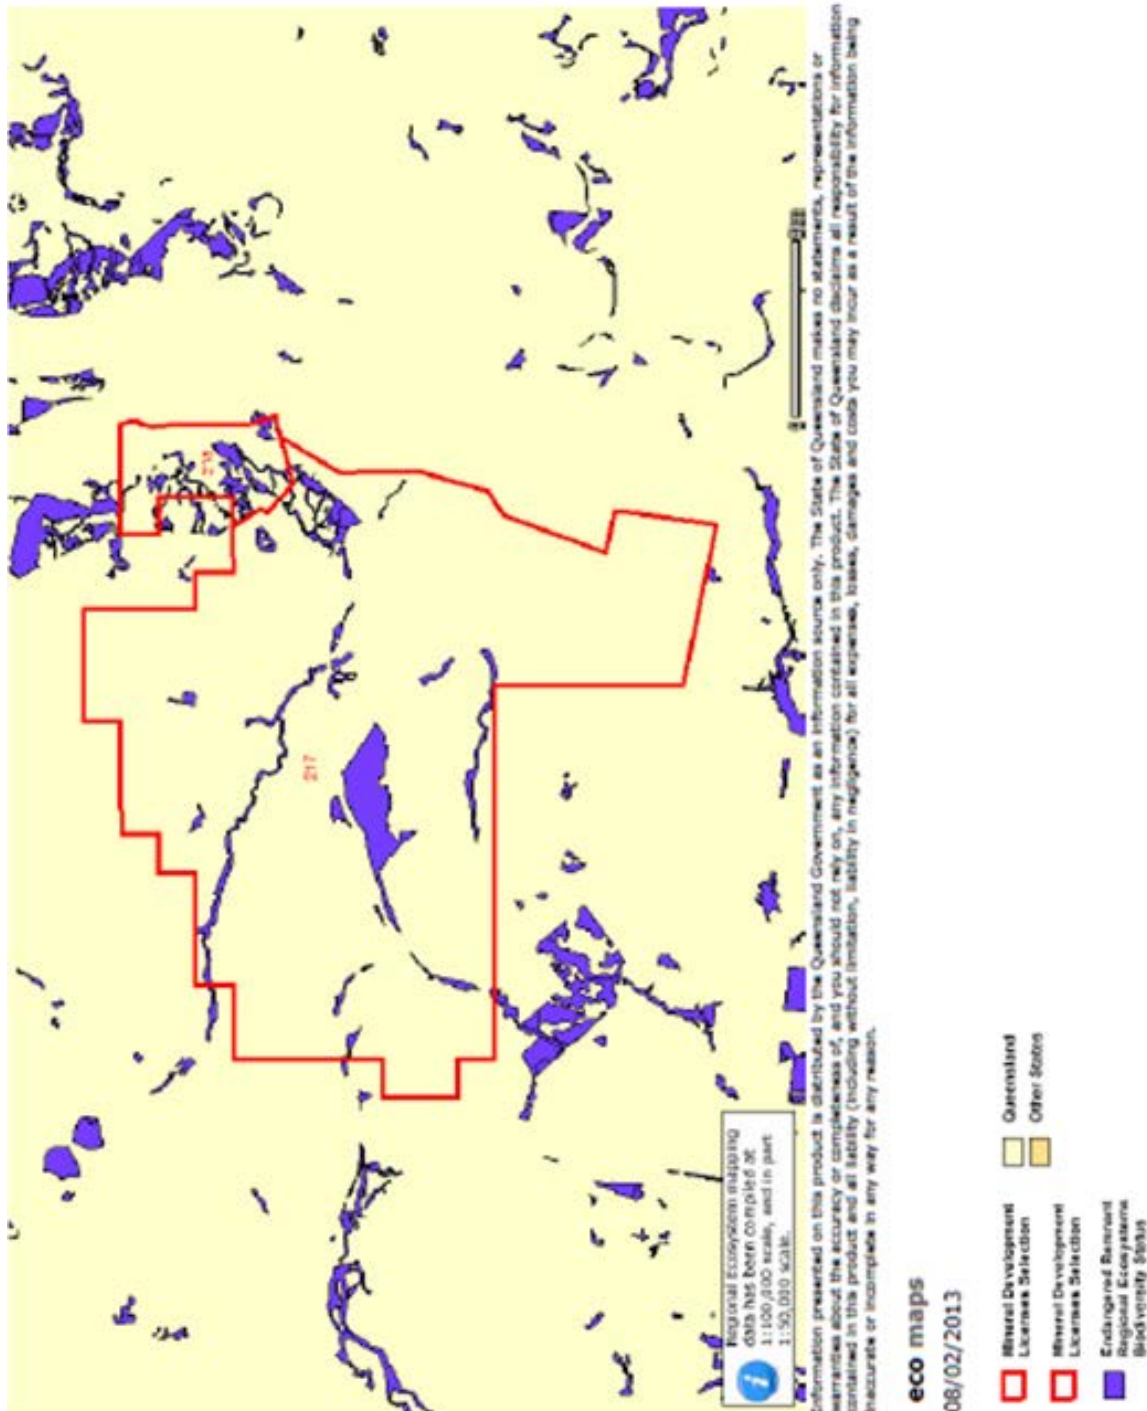 217
Regional Ecosystem mapping
data has been compiled at
1:100,000 scale, and in part
1:50,000 scale.
Information presented on this product is distributed by the Queensland Government as an information source only. The State of Queensland makes no statements, representations or
warranties about the accuracy or completeness of, and you should not rely on, any information contained in this product. The State of Queensland disclaims all responsibility for information
contained in this product and all liability (including without limitation, liability in negligence) for all expenses, losses, damages and costs you may incur as a result of the information being
inaccurate or incomplete in any way for any reason.
eco maps
08/02/2013
Mineral Development
Licenses Selection
Mineral Development
Licenses Selection
Endangered Remnant
Regional Ecosystems
Biodiversity Status
Queensland
Other States